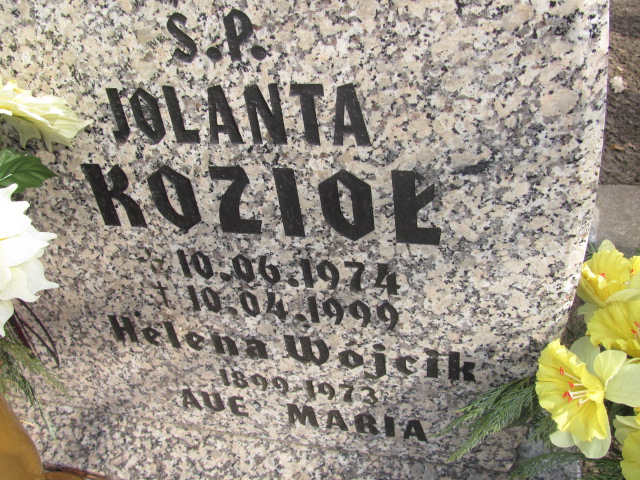 S.P.
JOLANTA
KOZIOŁ
* 10.06.1974
† 10.04.1999
Helena Wójcik
1899-1973
AVE MARIA